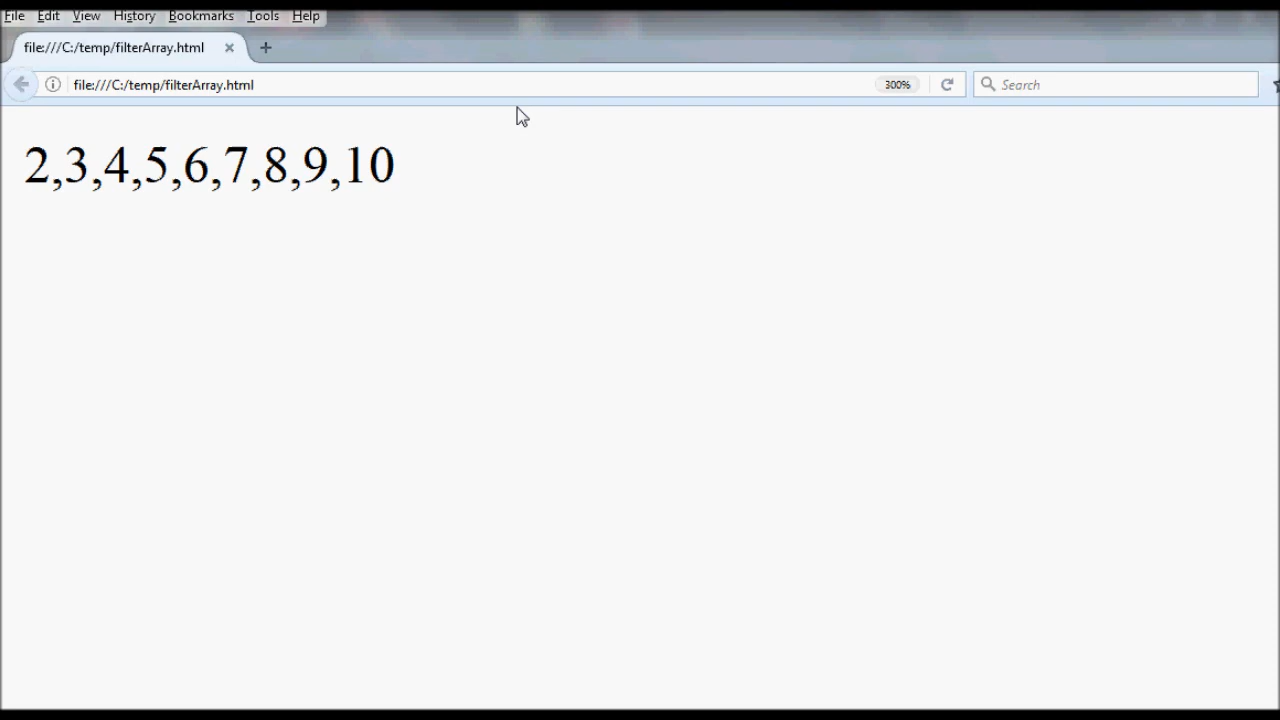 File Edit View History Bookmarks Tools Help
file:///C:/temp/filterArray.html
file:///C:/temp/filterArray.html 300% Search
2,3,4,5,6,7,8,9,10